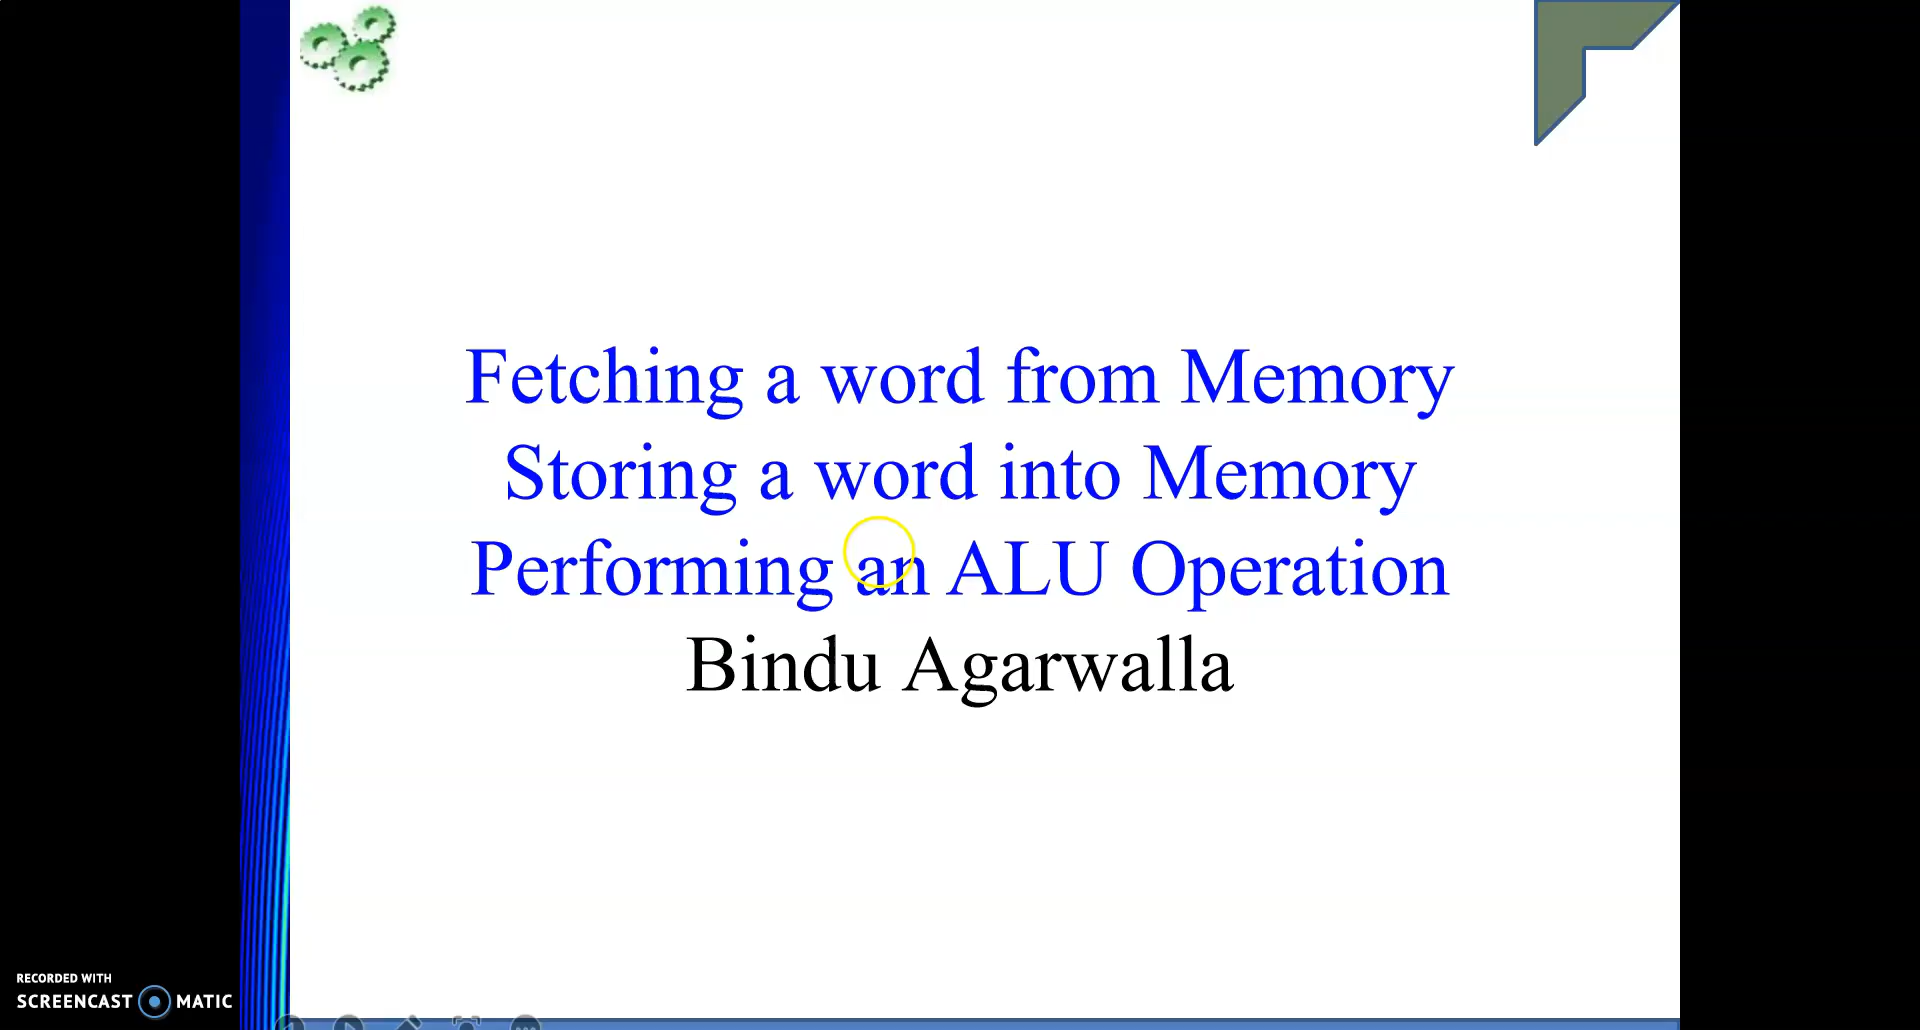 Fetching a word from Memory
Storing a word into Memory
Performing an ALU Operation
Bindu Agarwalla
RECORDED WITH
SCREENCAST MATIC